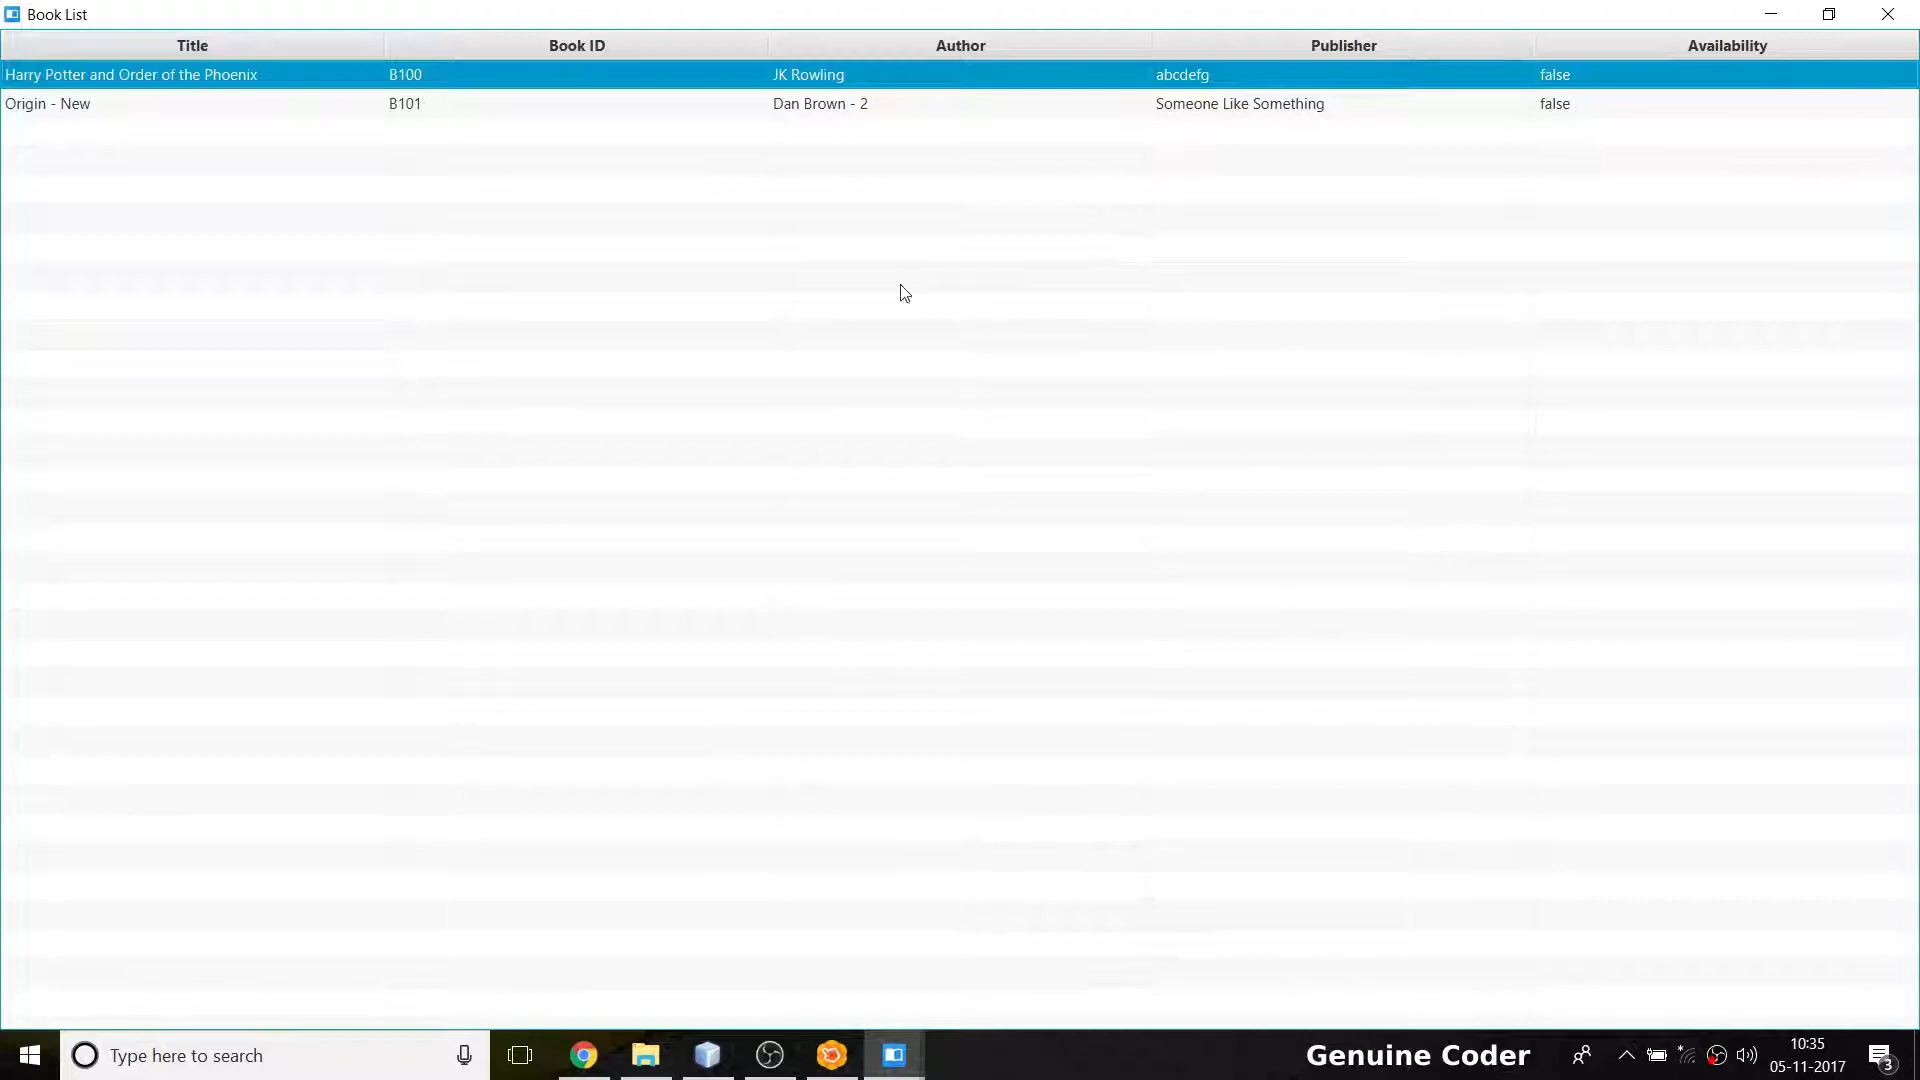 Book List
Title Book ID Author Publisher Availability
Harry Potter and Order of the Phoenix B100 JK Rowling abcdefg false
Origin - New B101 Dan Brown - 2 Someone Like Something false
Type here to search
Genuine Coder
10:35
05-11-2017
3